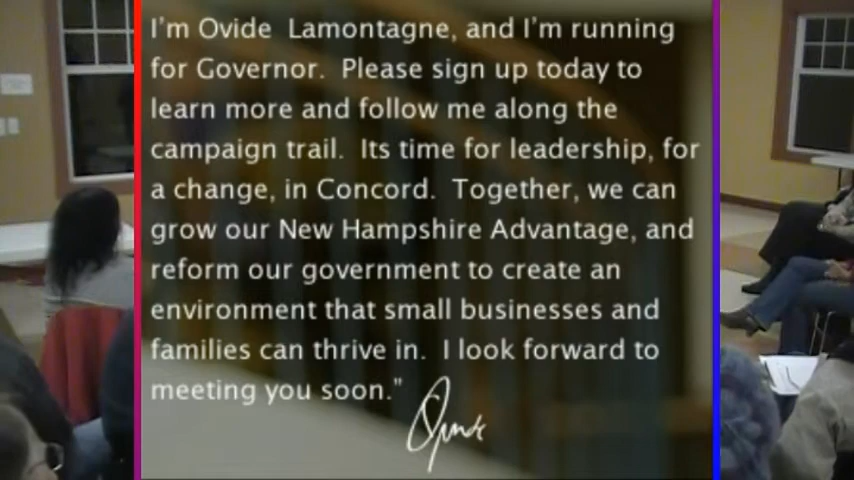 I'm Ovide Lamontagne, and I'm running
for Governor. Please sign up today to
learn more and follow me along the
campaign trail. Its time for leadership, for
a change, in Concord. Together, we can
grow our New Hampshire Advantage, and
reform our government to create an
environment that small businesses and
families can thrive in. I look forward to
meeting you soon."